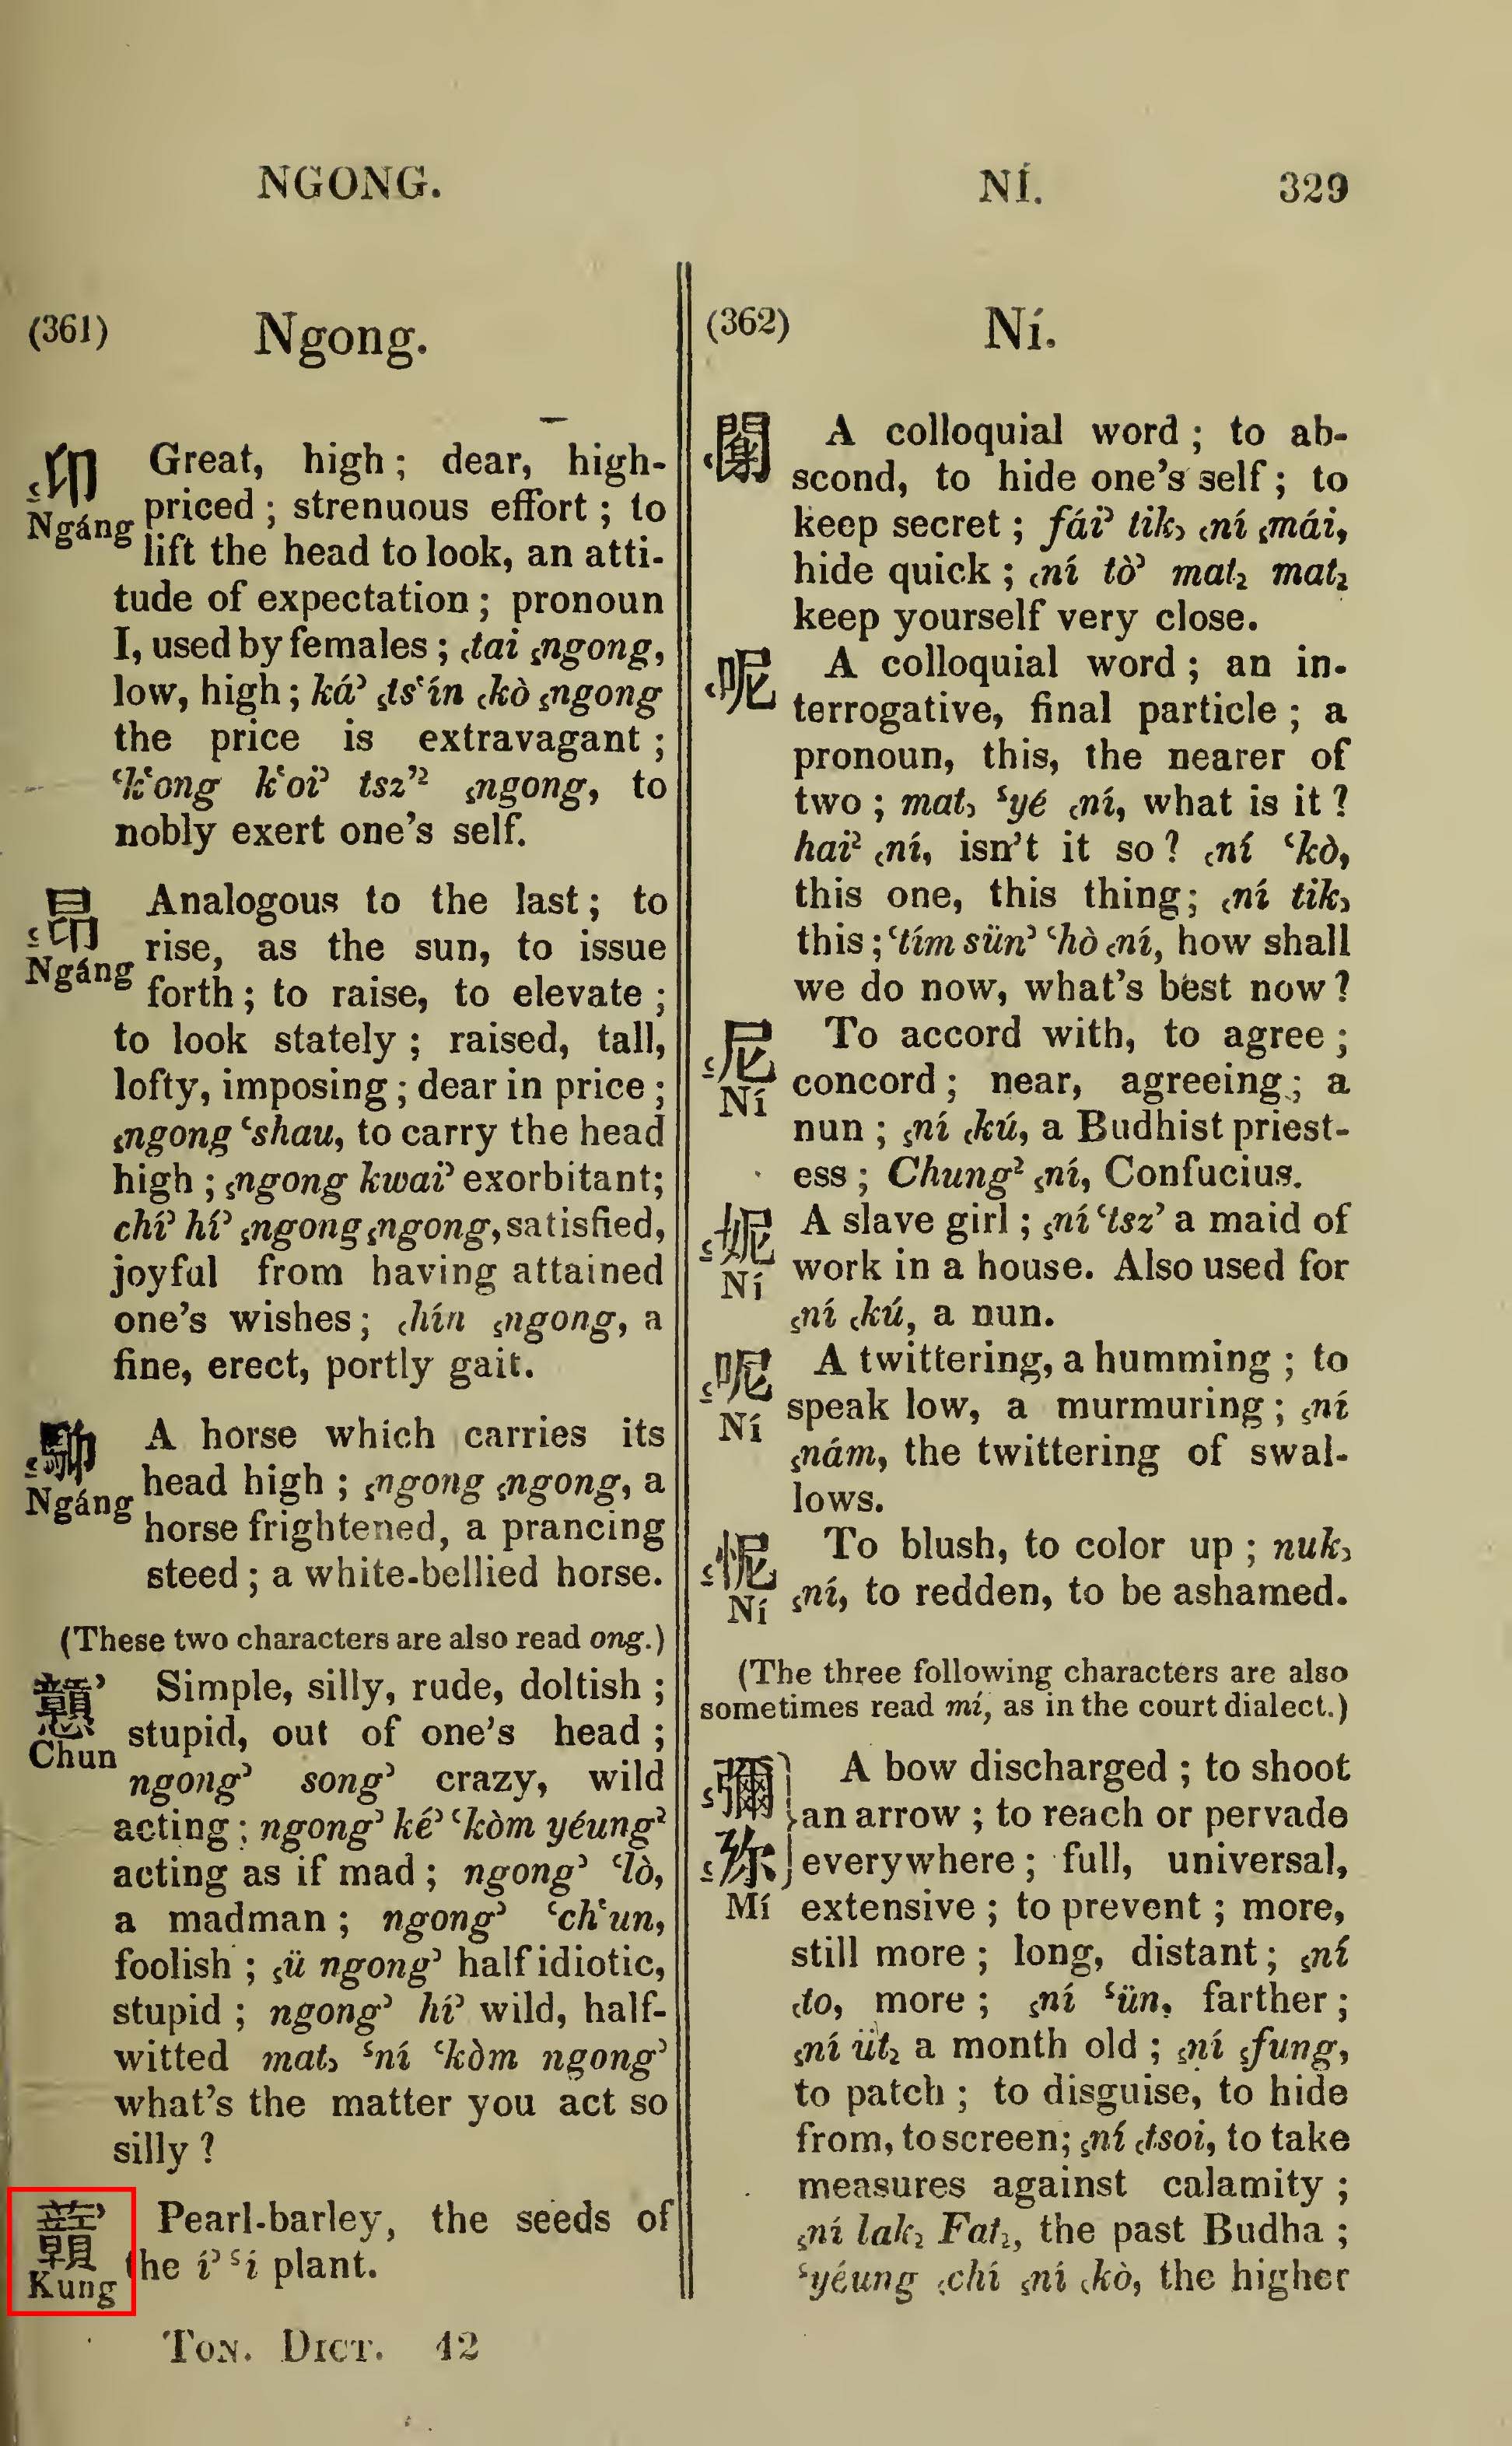 NGONG.
(361) Ngong.
꜁卬 Great, high; dear, high-
Ngáng priced; strenuous effort; to
lift the head to look, an atti-
tude of expectation; pronoun
I, used by females; ꜀tai ꜁ngong,
low, high; ká꜄ ꜁tsʻín ꜀kò ꜁ngong
the price is extravagant;
ʻkʻong kʻoí꜄ tsz’² ꜁ngong, to
nobly exert one's self.
꜁昂 Analogous to the last; to
Ngáng rise, as the sun, to issue
forth; to raise, to elevate;
to look stately; raised, tall,
lofty, imposing; dear in price;
꜁ngong ꜂shau, to carry the head
high; ꜁ngong kwai꜄ exorbitant;
chí꜄ hí꜄ ꜁ngong ꜁ngong, satisfied,
joyful from having attained
one's wishes; ꜀hín ꜁ngong, a
fine, erect, portly gait.
꜁䭹 A horse which carries its
Ngáng head high; ꜁ngong ꜁ngong, a
horse frightened, a prancing
steed; a white-bellied horse.
(These two characters are also read ong.)
戇꜄ Simple, silly, rude, doltish;
Chun stupid, out of one's head;
ngong꜄ song꜄ crazy, wild
acting; ngong꜄ ké꜄ ꜂kòm yéung²
acting as if mad; ngong꜄ ꜂lò,
a madman; ngong꜄ ꜂chʻun,
foolish; ꜁ü ngong꜄ half idiotic,
stupid; ngong꜄ hí꜄ wild, half-
witted mat꜆ ꜃ní ꜂kòm ngong꜄
what's the matter you act so
silly?
䕢꜄ Pearl-barley, the seeds of
Kung the í꜄ ꜃í plant.
TON. DICT. 42
NÍ. 329
(362) Ní.
A colloquial word; to ab-
scond, to hide one's self; to
keep secret; fái꜄ tik꜆ ꜀ní ꜁mái,
hide quick; ꜀ní tò꜄ mat₂ mat₂
keep yourself very close.
꜀呢 A colloquial word; an in-
terrogative, final particle; a
pronoun, this, the nearer of
two; mat꜆ ꜃yé ꜀ní, what is it?
hai² ꜀ní, isn't it so? ꜀ní ꜂kò,
this one, this thing; ꜀ní tik꜆
this; ꜂tím sün꜄ ꜂hò ꜀ní, how shall
we do now, what's best now?
꜁尼 To accord with, to agree;
Ní concord; near, agreeing; a
nun; ꜁ní ꜀kú, a Budhist priest-
ess; Chung² ꜁ní, Confucius.
꜁妮 A slave girl; ꜁ní ꜂tsz’ a maid of
Ní work in a house. Also used for
꜁ní ꜀kú, a nun.
꜁呢 A twittering, a humming; to
Ní speak low, a murmuring; ꜁ní
꜁nám, the twittering of swal-
lows.
꜁怩 To blush, to color up; nuk꜆
Ní ꜁ní, to redden, to be ashamed.
(The three following characters are also
sometimes read mí, as in the court dialect.)
꜁彌 A bow discharged; to shoot
an arrow; to reach or pervade
꜁弥 everywhere; full, universal,
Mí extensive; to prevent; more,
still more; long, distant; ꜁ní
꜀to, more; ꜁ní ꜃ün, farther;
꜁ní üt₂ a month old; ꜁ní ꜁fung,
to patch; to disguise, to hide
from, to screen; ꜁ní ꜀tsoi, to take
measures against calamity;
꜁ní lak₂ Fat₂, the past Budha;
꜃yéung ꜀chí ꜁ní ꜀kò, the higher